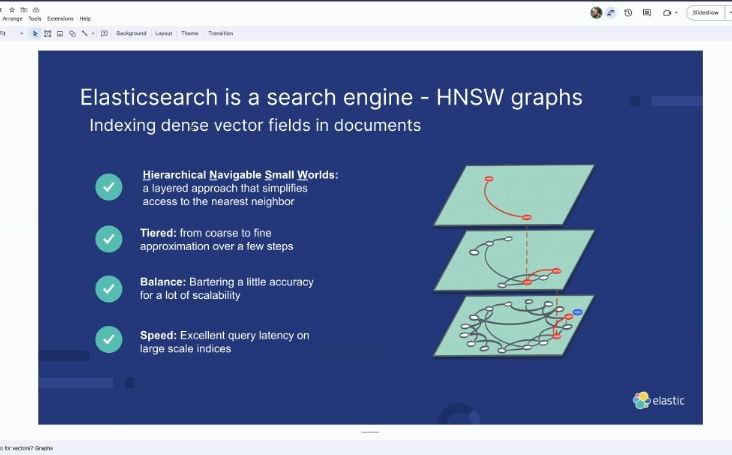 Arrange Tools Extensions Help
Slideshow
Fit
Background Layout Theme Transition
Elasticsearch is a search engine - HNSW graphs
Indexing dense vector fields in documents
Hierarchical Navigable Small Worlds:
a layered approach that simplifies
access to the nearest neighbor
Tiered: from coarse to fine
approximation over a few steps
Balance: Bartering a little accuracy
for a lot of scalability
Speed: Excellent query latency on
large scale indices
elastic
o for vectors? Graphs